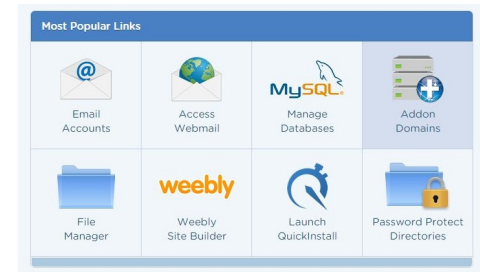 Most Popular Links
@
MySQL®
Email
Accounts
Access
Webmail
Manage
Databases
Addon
Domains
weebly
File
Manager
Weebly
Site Builder
Launch
QuickInstall
Password Protect
Directories